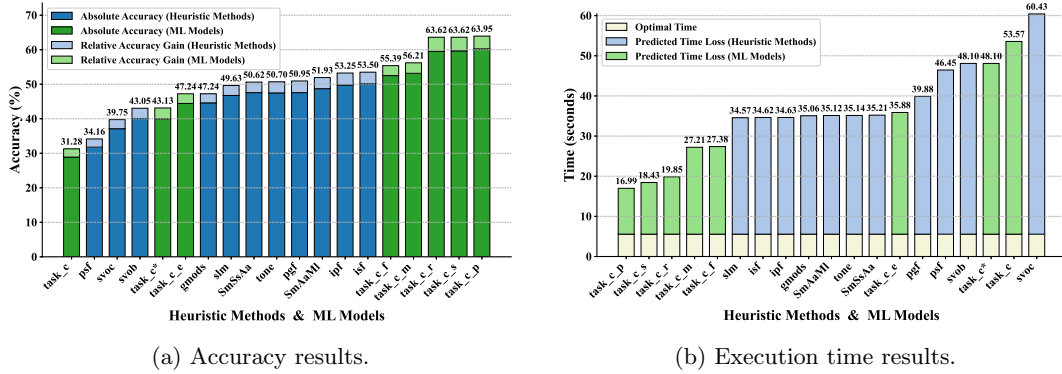 Absolute Accuracy (Heuristic Methods)
Absolute Accuracy (ML Models)
Relative Accuracy Gain (Heuristic Methods)
Relative Accuracy Gain (ML Models)
Accuracy (%)
70
60
50
40
30
20
10
0
31.28
34.16
39.75
43.05
43.13
47.24
47.24
49.63
50.62
50.70
50.95
51.93
53.25
53.50
55.39
56.21
63.62
63.62
63.95
task_c
psf
svoc
svob
task_c*
task_c_e
gmods
slm
SmSsAa
tone
pgf
SmAaMl
ipf
isf
task_c_f
task_c_m
task_c_r
task_c_s
task_c_p
Heuristic Methods & ML Models
(a) Accuracy results.
Optimal Time
Predicted Time Loss (Heuristic Methods)
Predicted Time Loss (ML Models)
Time (seconds)
60
50
40
30
20
10
0
16.99
18.43
19.85
27.21
27.38
34.57
34.62
34.63
35.06
35.12
35.14
35.21
35.88
39.88
46.45
48.10
48.10
53.57
60.43
task_c_p
task_c_s
task_c_r
task_c_m
task_c_f
slm
isf
ipf
gmods
SmAaMl
tone
SmSsAa
task_c_e
pgf
psf
svob
task_c*
task_c
svoc
Heuristic Methods & ML Models
(b) Execution time results.